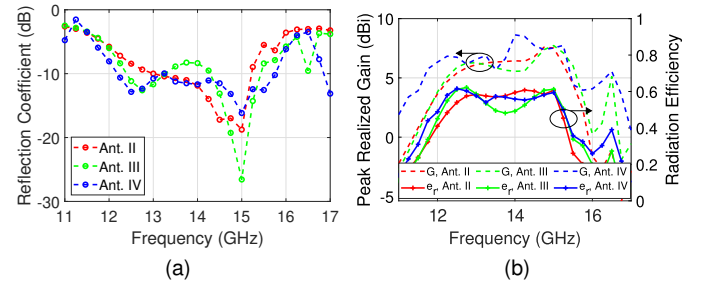 0
-10
-20
-30
Reflection Coefficient (dB)
Ant. II
Ant. III
Ant. IV
11 12 13 14 15 16 17
Frequency (GHz)
(a)
10
5
0
-5
Peak Realized Gain (dBi)
1
0.8
0.6
0.4
0.2
0
Radiation Efficiency
G, Ant. II G, Ant. III G, Ant. IV
er, Ant. II er, Ant. III er, Ant. IV
12 14 16
Frequency (GHz)
(b)